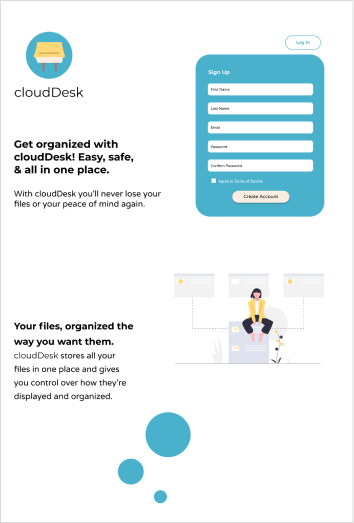 Log In
cloudDesk
Sign Up
First Name
Last Name
Email
Password
Confirm Password
Agree to Terms of Service
Create Account
Get organized with
cloudDesk! Easy, safe,
& all in one place.
With cloudDesk you'll never lose your
files or your peace of mind again.
Your files, organized the
way you want them.
cloudDesk stores all your
files in one place and gives
you control over how they're
displayed and organized.